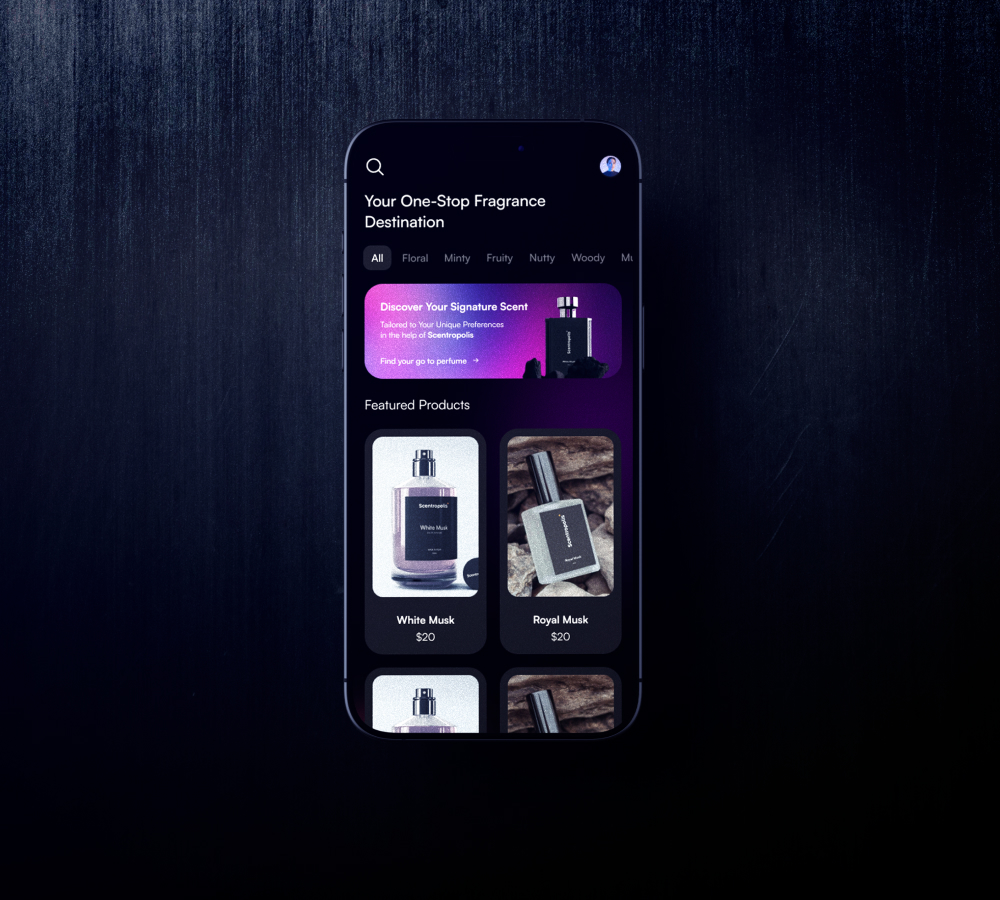 Your One-Stop Fragrance
Destination
All Floral Minty Fruity Nutty Woody Mu
Discover Your Signature Scent
Tailored to Your Unique Preferences
in the help of Scentropolis
Find your go to perfume →
Scentropolis
Featured Products
Scentropolis
White Musk
Scentropolis
Royal Musk
White Musk
$20
Royal Musk
$20